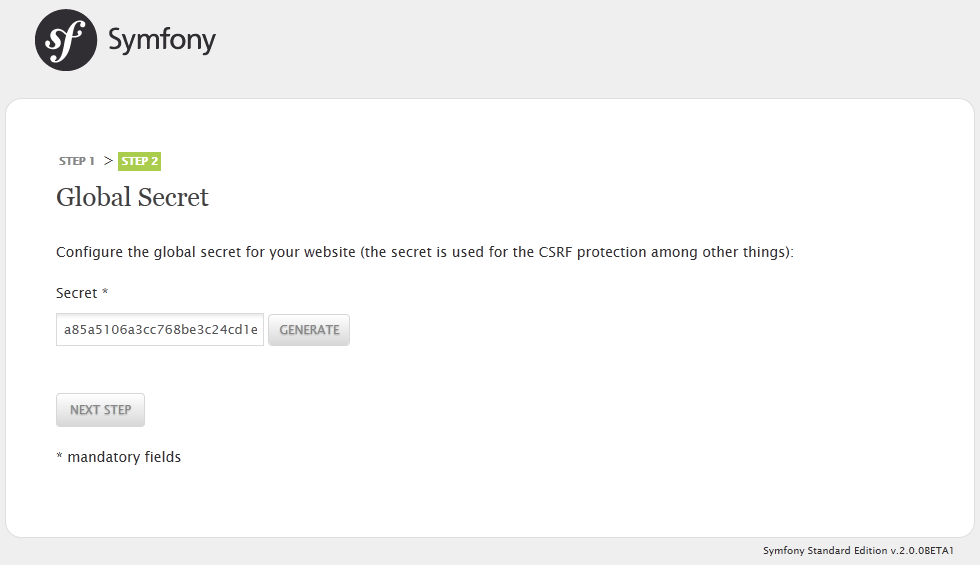 sf Symfony
STEP 1 > STEP 2
Global Secret
Configure the global secret for your website (the secret is used for the CSRF protection among other things):
Secret *
a85a5106a3cc768be3c24cd1e GENERATE
NEXT STEP
* mandatory fields
Symfony Standard Edition v.2.0.0BETA1